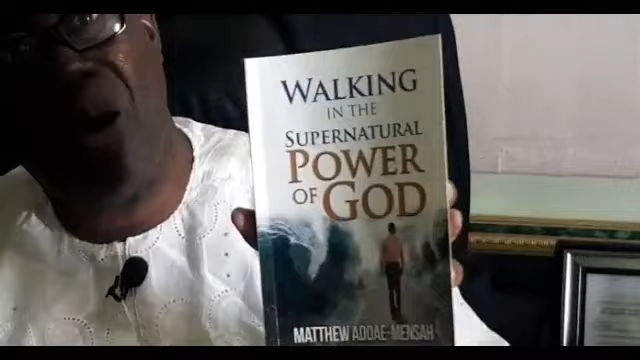 WALKING
IN THE
SUPERNATURAL
POWER
OF GOD
MATTHEW ADDAE-MENSAH